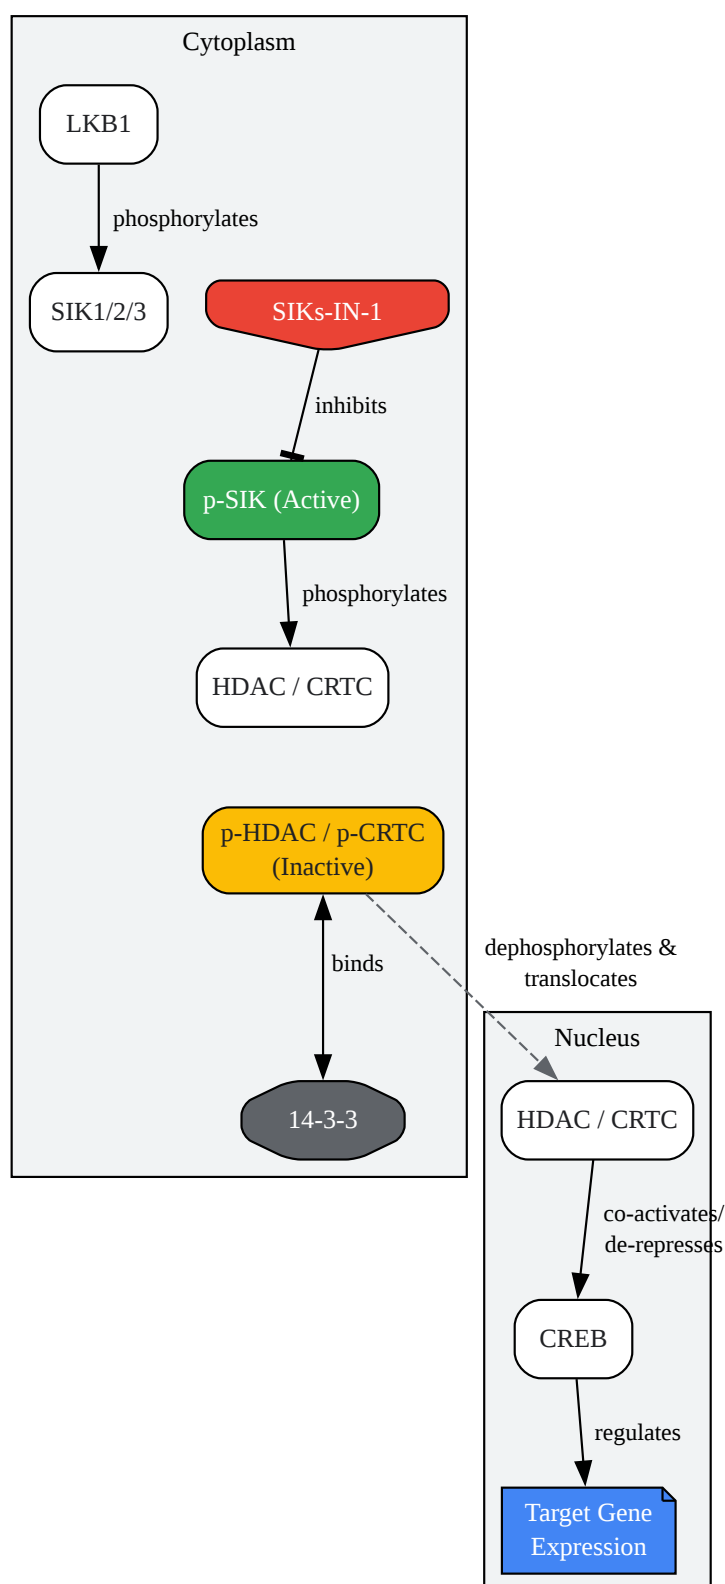 Cytoplasm
LKB1
phosphorylates
SIK1/2/3
SIKs-IN-1
inhibits
p-SIK (Active)
phosphorylates
HDAC / CRTC
p-HDAC / p-CRTC
(Inactive)
binds
dephosphorylates &
translocates
14-3-3
Nucleus
HDAC / CRTC
co-activates/
de-represses
CREB
regulates
Target Gene
Expression